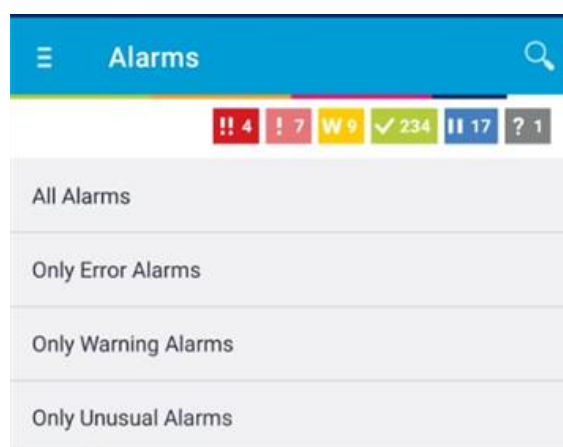 Alarms
!! 4 ! 7 W 9 ✓ 234 II 17 ? 1
All Alarms
Only Error Alarms
Only Warning Alarms
Only Unusual Alarms